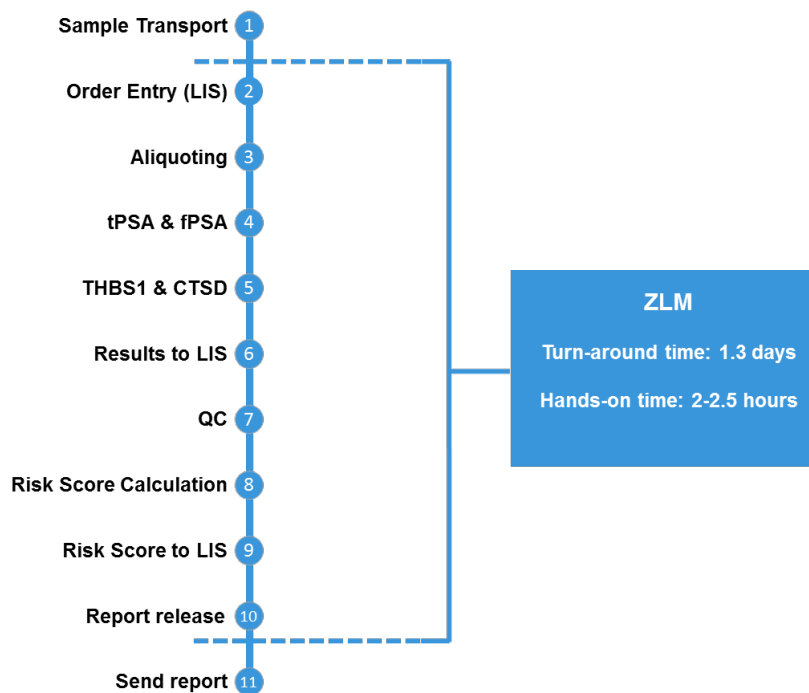 Sample Transport 1
Order Entry (LIS) 2
Aliquoting 3
tPSA & fPSA 4
THBS1 & CTSD 5
Results to LIS 6
QC 7
Risk Score Calculation 8
Risk Score to LIS 9
Report release 10
Send report 11
ZLM
Turn-around time: 1.3 days
Hands-on time: 2-2.5 hours